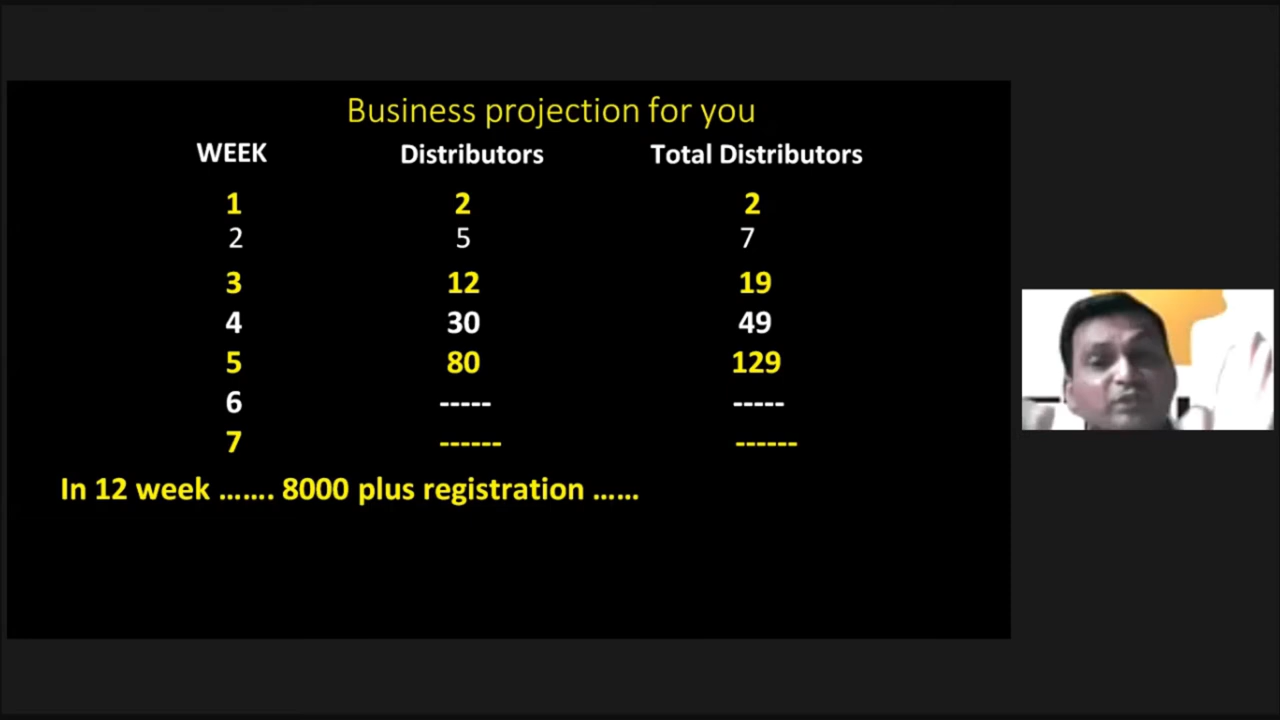 Business projection for you
WEEK Distributors Total Distributors
1 2 2
2 5 7
3 12 19
4 30 49
5 80 129
6 ----- -----
7 ------ ------
In 12 week ....... 8000 plus registration ......